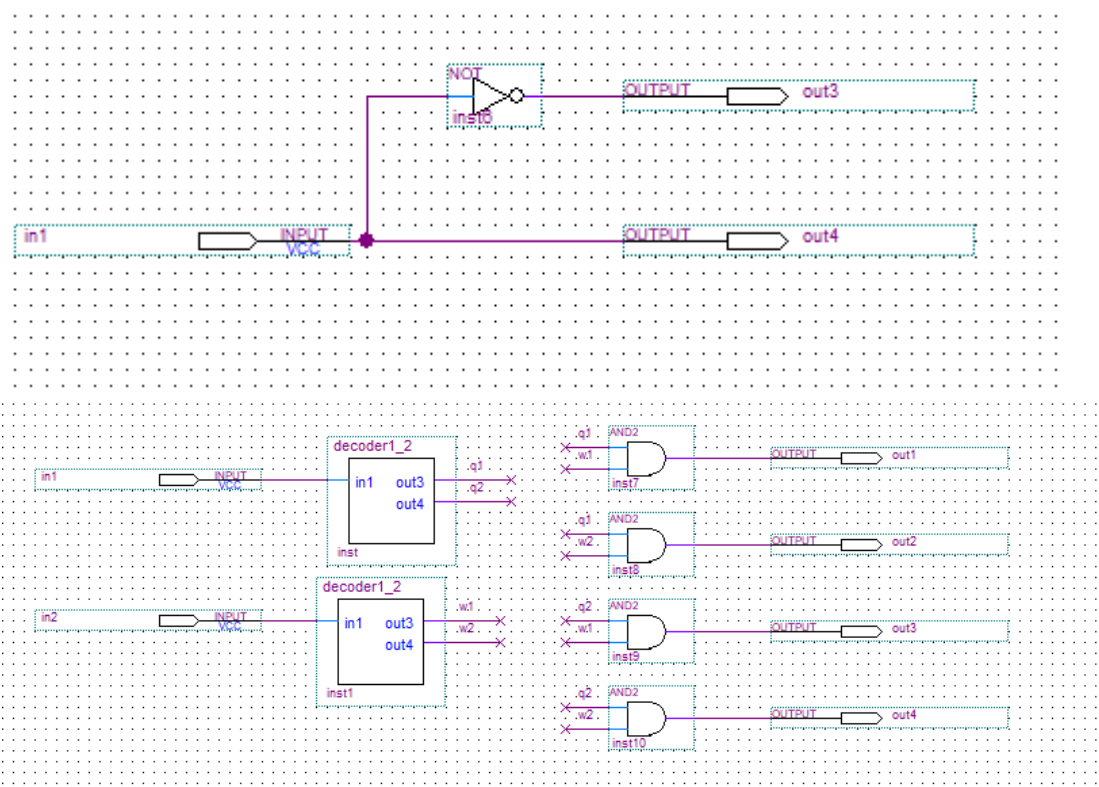 NOT
OUTPUT out3
inst6
in1 INPUT OUTPUT out4
VCC
decoder1_2
in1 INPUT
VCC
in1 out3 .q1
out4 .q2
inst
decoder1_2
in2 INPUT
VCC
in1 out3 .w1
out4 .w2
inst1
.q1 AND2
.w1 OUTPUT out1
inst7
.q1 AND2
.w2 OUTPUT out2
inst8
.q2 AND2
.w1 OUTPUT out3
inst9
.q2 AND2
.w2 OUTPUT out4
inst10